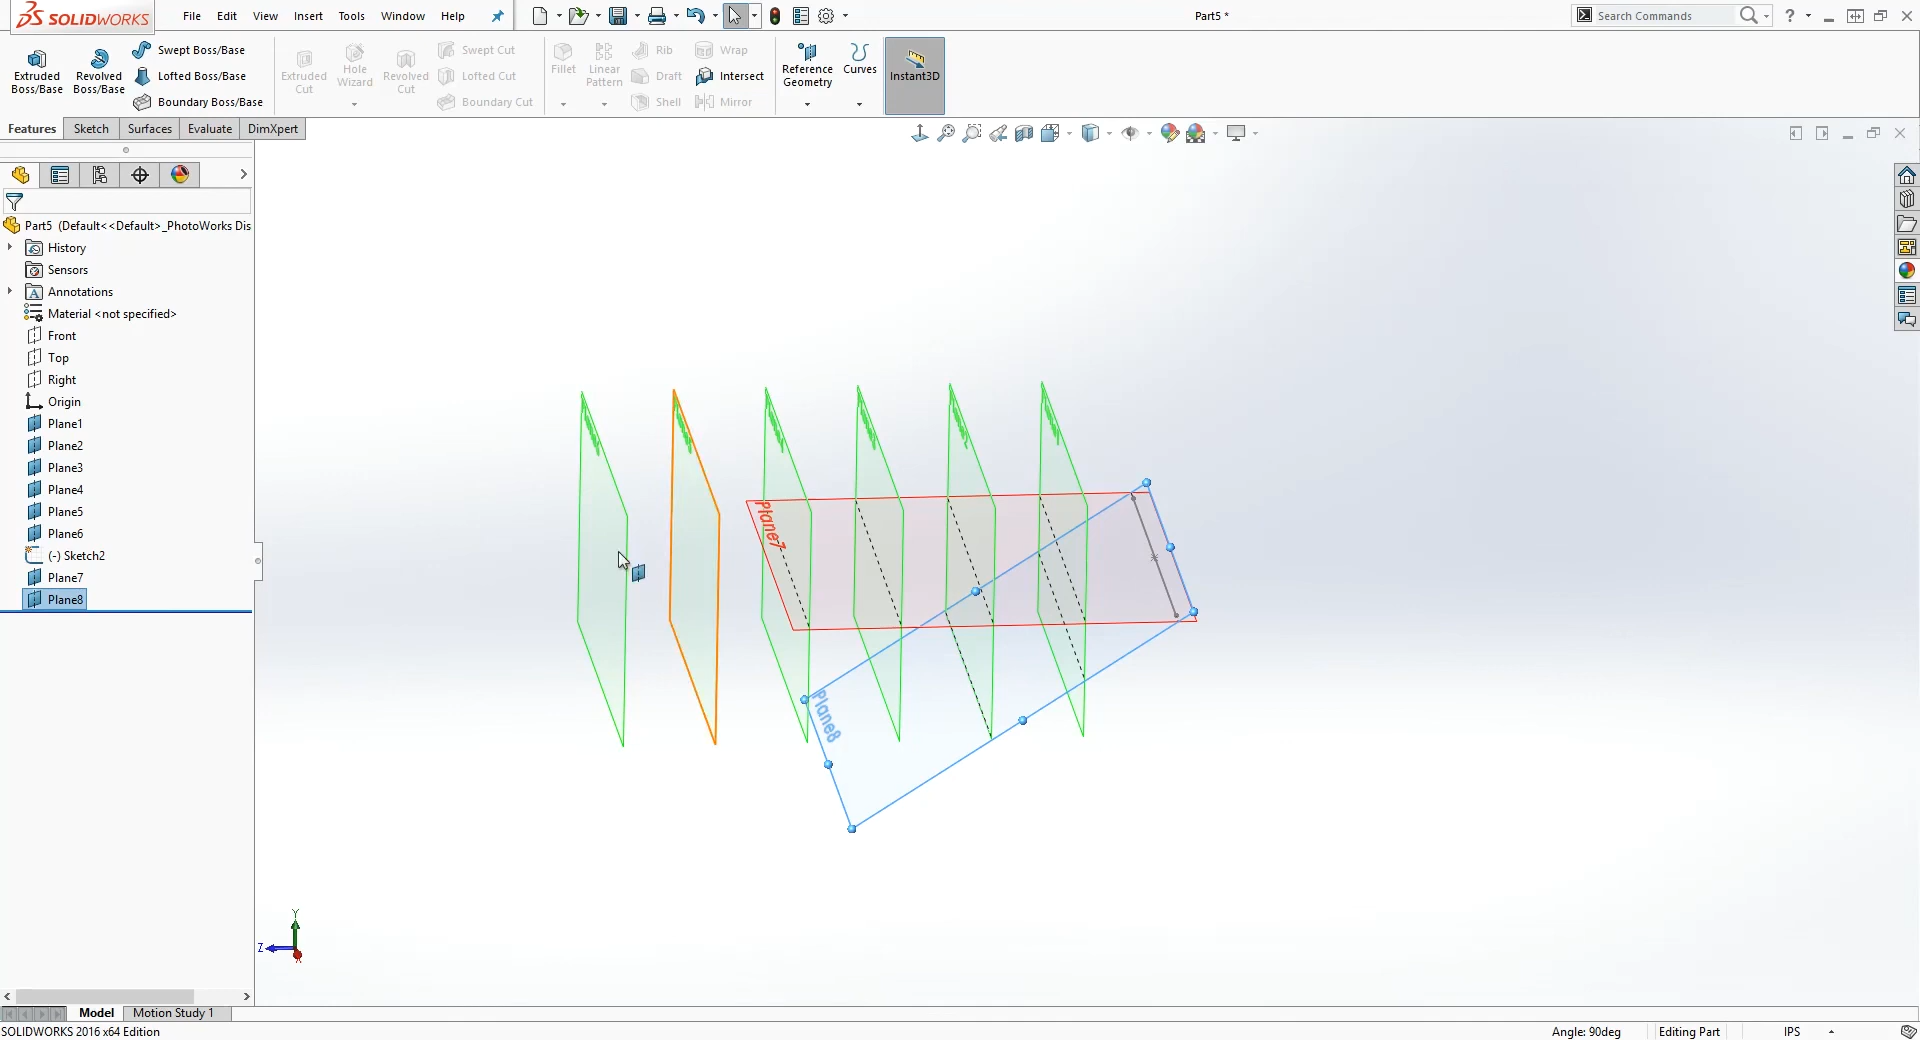 SOLIDWORKS
File Edit View Insert Tools Window Help
Part5 *
Search Commands
?
Extruded Boss/Base
Revolved Boss/Base
Swept Boss/Base
Lofted Boss/Base
Boundary Boss/Base
Extruded Cut
Hole Wizard
Revolved Cut
Swept Cut
Lofted Cut
Boundary Cut
Fillet
Linear Pattern
Rib
Draft
Shell
Wrap
Intersect
Mirror
Reference Geometry
Curves
Instant3D
Features Sketch Surfaces Evaluate DimXpert
Part5 (Default<<Default>_PhotoWorks Dis
History
Sensors
Annotations
Material <not specified>
Front
Top
Right
Origin
Plane1
Plane2
Plane3
Plane4
Plane5
Plane6
(-) Sketch2
Plane7
Plane8
Plane7
Plane8
Y
Z
Model Motion Study 1
SOLIDWORKS 2016 x64 Edition
Angle: 90deg Editing Part IPS